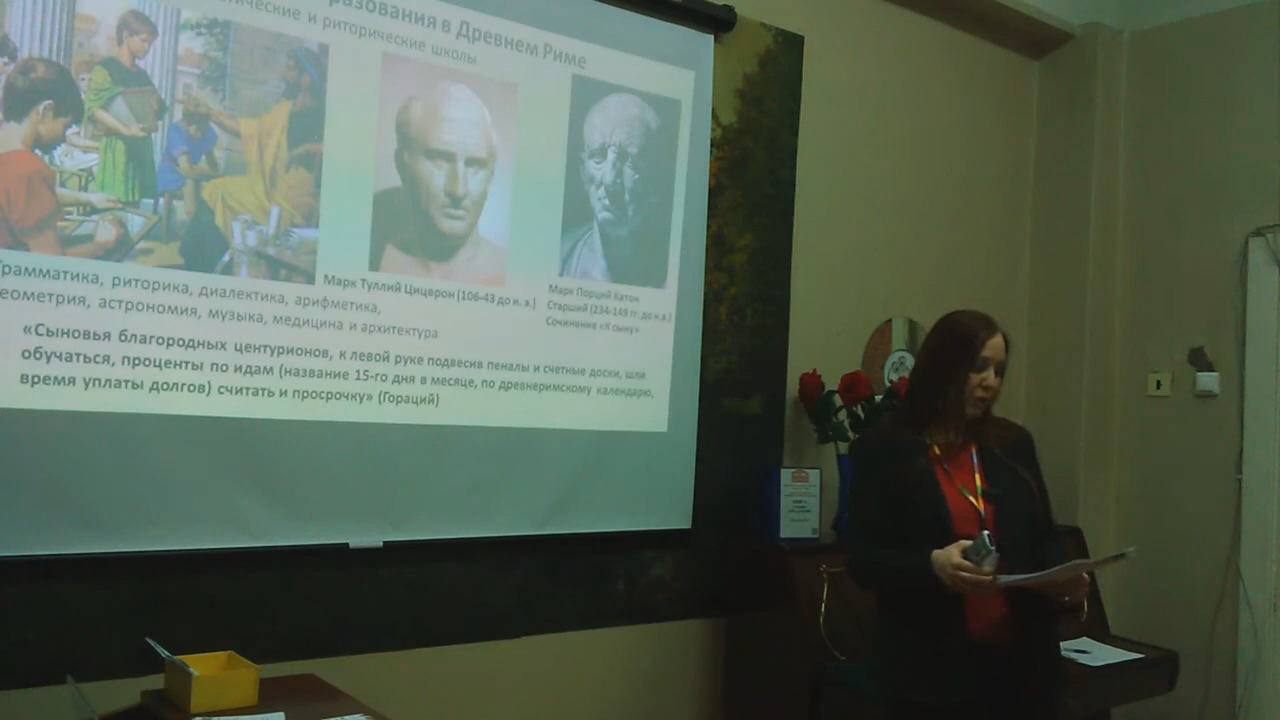 разования в Древнем Риме
ические и риторические школы
Марк Туллий Цицерон (106-43 до н. э.)
Марк Порций Катон
Старший (234-149 гг. до н.э.)
Сочинение «К сыну»
Грамматика, риторика, диалектика, арифметика,
геометрия, астрономия, музыка, медицина и архитектура
«Сыновья благородных центурионов, к левой руке подвесив пеналы и счетные доски, шли
обучаться, проценты по идам (название 15-го дня в месяце, по древнеримскому календарю,
время уплаты долгов) считать и просрочку» (Гораций)